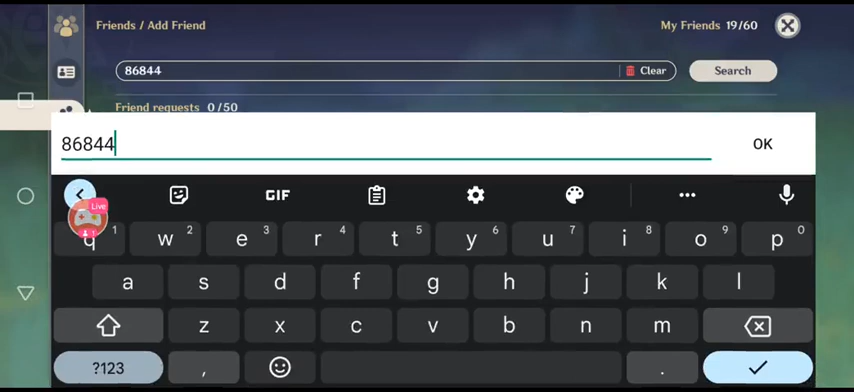 Friends / Add Friend
My Friends 19/60
86844
Clear
Search
Friend requests 0/50
86844
OK
GIF
Live
1
q 1 w 2 e 3 r 4 t 5 y 6 u 7 i 8 o 9 p 0
a s d f g h j k l
z x c v b n m
?123 , .